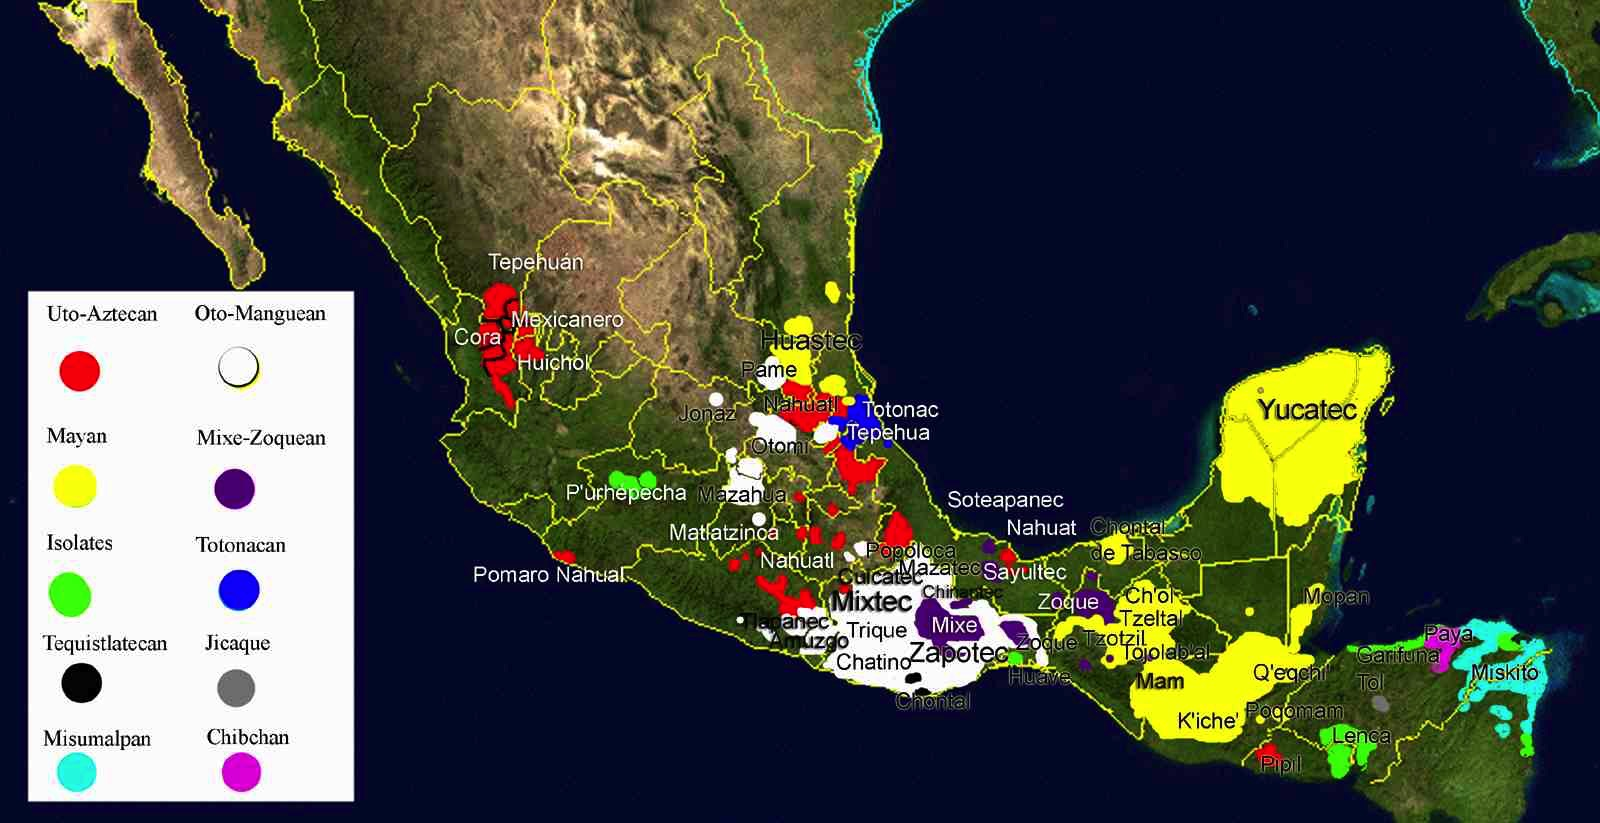 Uto-Aztecan
Oto-Manguean
Mayan
Mixe-Zoquean
Isolates
Totonacan
Tequistlatecan
Jicaque
Misumalpan
Chibchan
Tepehuán
Mexicanero
Cora
Huichol
Huastec
Pame
Jonaz
Nahuatl
Totonac
Otomi
Tepehua
P'urhépecha
Mazahua
Matlatzinca
Nahuatl
Pomaro Nahual
Popoloca
Mazatec
Cuicatec
Chinantec
Mixtec
Tlapanec
Amuzgo
Trique
Mixe
Chatino
Zapotec
Chontal
Soteapanec
Nahuat
Sayultec
Chontal
de Tabasco
Zoque
Zoque
Huave
Ch'ol
Tzeltal
Tzotzil
Tojolab'al
Mam
Yucatec
Mopan
Q'eqchi'
K'iche'
Poqomam
Pipil
Lenca
Tol
Garifuna
Paya
Miskito